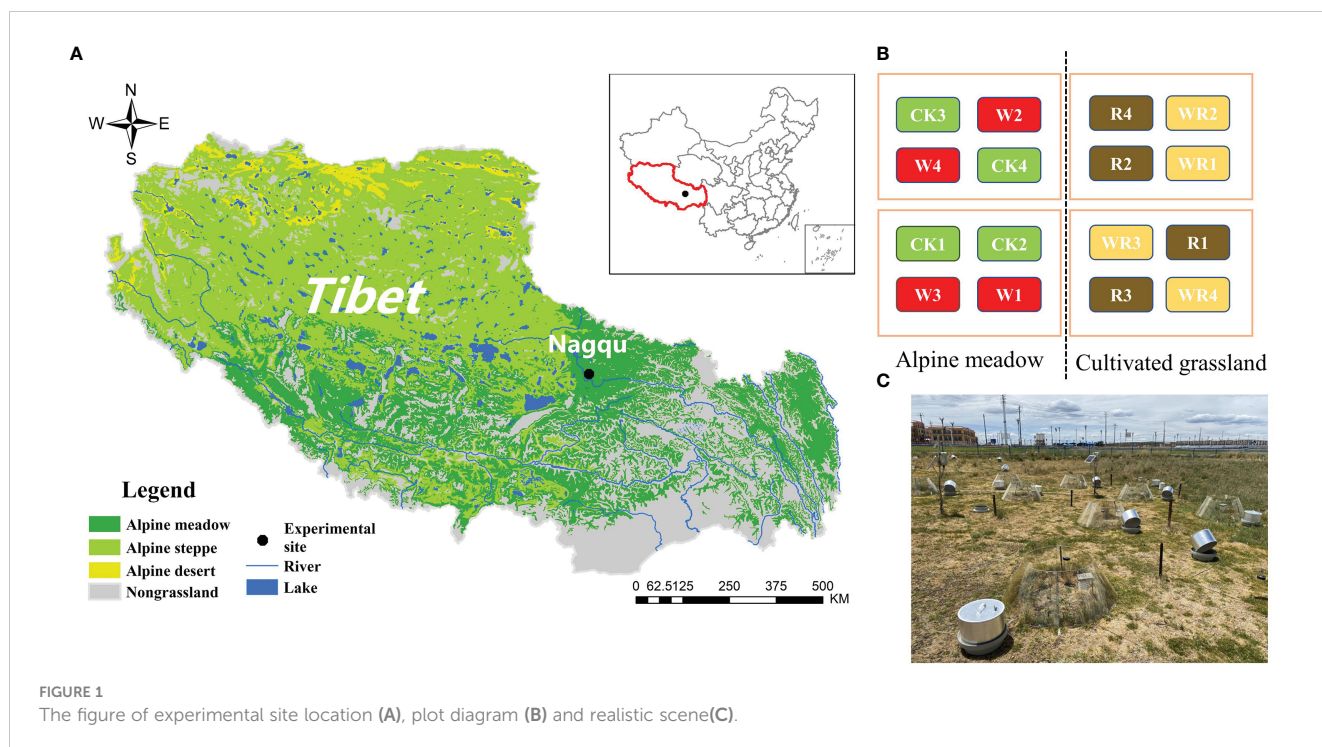 A
N
W E
S
Tibet
Nagqu
Legend
Alpine meadow
Alpine steppe
Alpine desert
Nongrassland
Experimental
site
River
Lake
0 62.5125 250 375 500
KM
B
CK3 W2
W4 CK4
CK1 CK2
W3 W1
R4 WR2
R2 WR1
WR3 R1
R3 WR4
Alpine meadow
Cultivated grassland
C
FIGURE 1
The figure of experimental site location (A), plot diagram (B) and realistic scene(C).